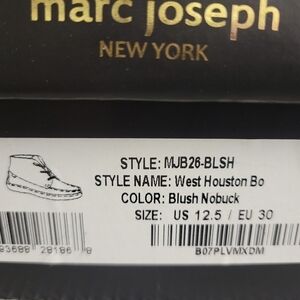 marc joseph
NEW YORK
STYLE: MJB26-BLSH
STYLE NAME: West Houston Bo
COLOR: Blush Nobuck
SIZE: US 12.5 / EU 30
B07PLVMXDM